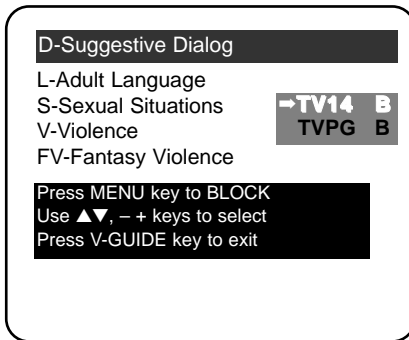 D-Suggestive Dialog
L-Adult Language
S-Sexual Situations ➡TV14 B
V-Violence TVPG B
FV-Fantasy Violence
Press MENU key to BLOCK
Use ▲▼, – + keys to select
Press V-GUIDE key to exit